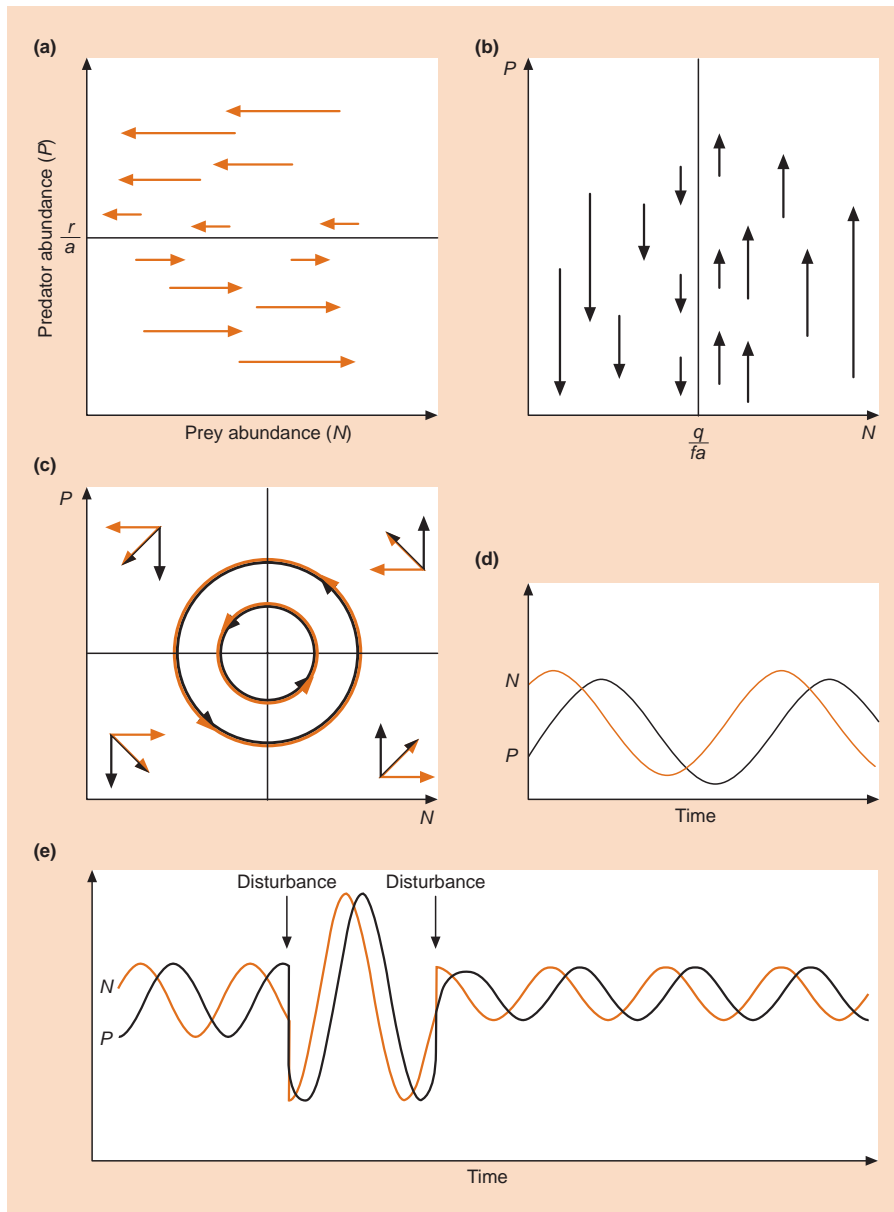 (a)
Predator abundance (P)
r
a
Prey abundance (N)
(b)
P
q
fa
N
(c)
P
N
(d)
N
P
Time
(e)
Disturbance Disturbance
N
P
Time